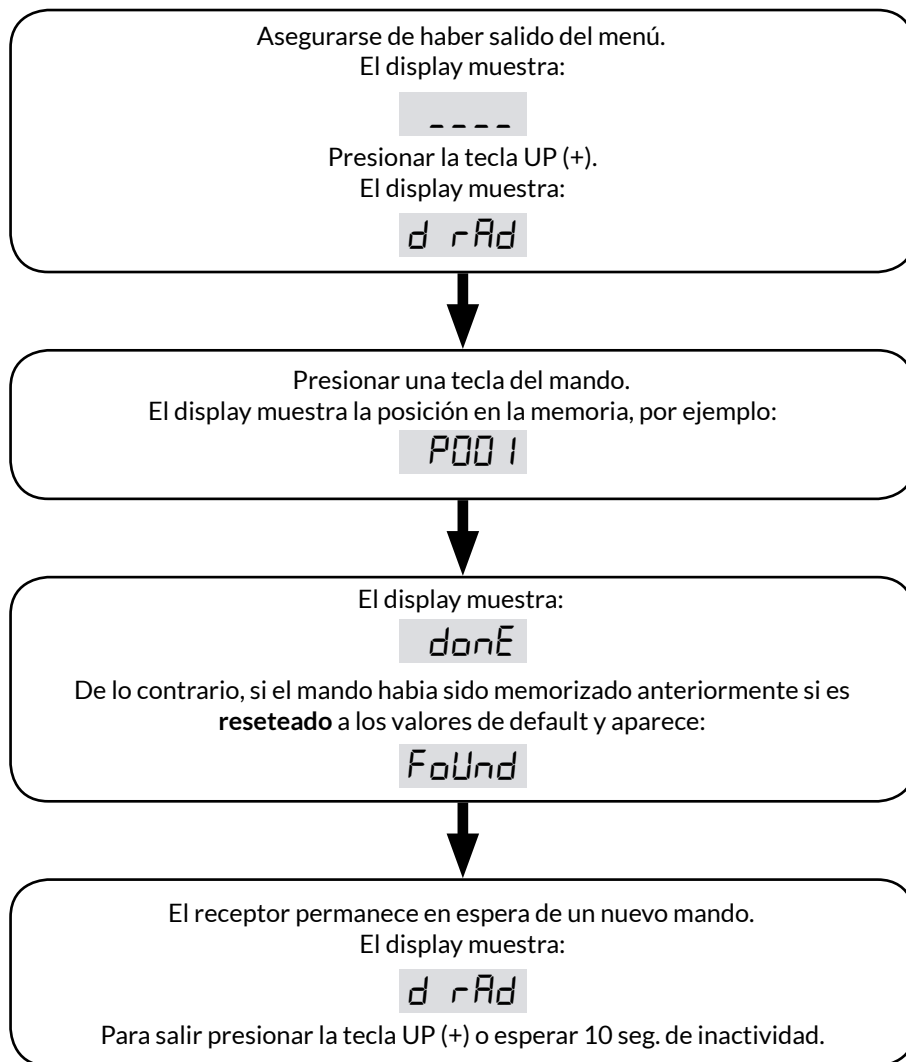 Asegurarse de haber salido del menú.
El display muestra:
_ _ _ _
Presionar la tecla UP (+).
El display muestra:
d rAd
Presionar una tecla del mando.
El display muestra la posición en la memoria, por ejemplo:
P001
El display muestra:
donE
De lo contrario, si el mando habia sido memorizado anteriormente si es
reseteado a los valores de default y aparece:
FoUnd
El receptor permanece en espera de un nuevo mando.
El display muestra:
d rAd
Para salir presionar la tecla UP (+) o esperar 10 seg. de inactividad.